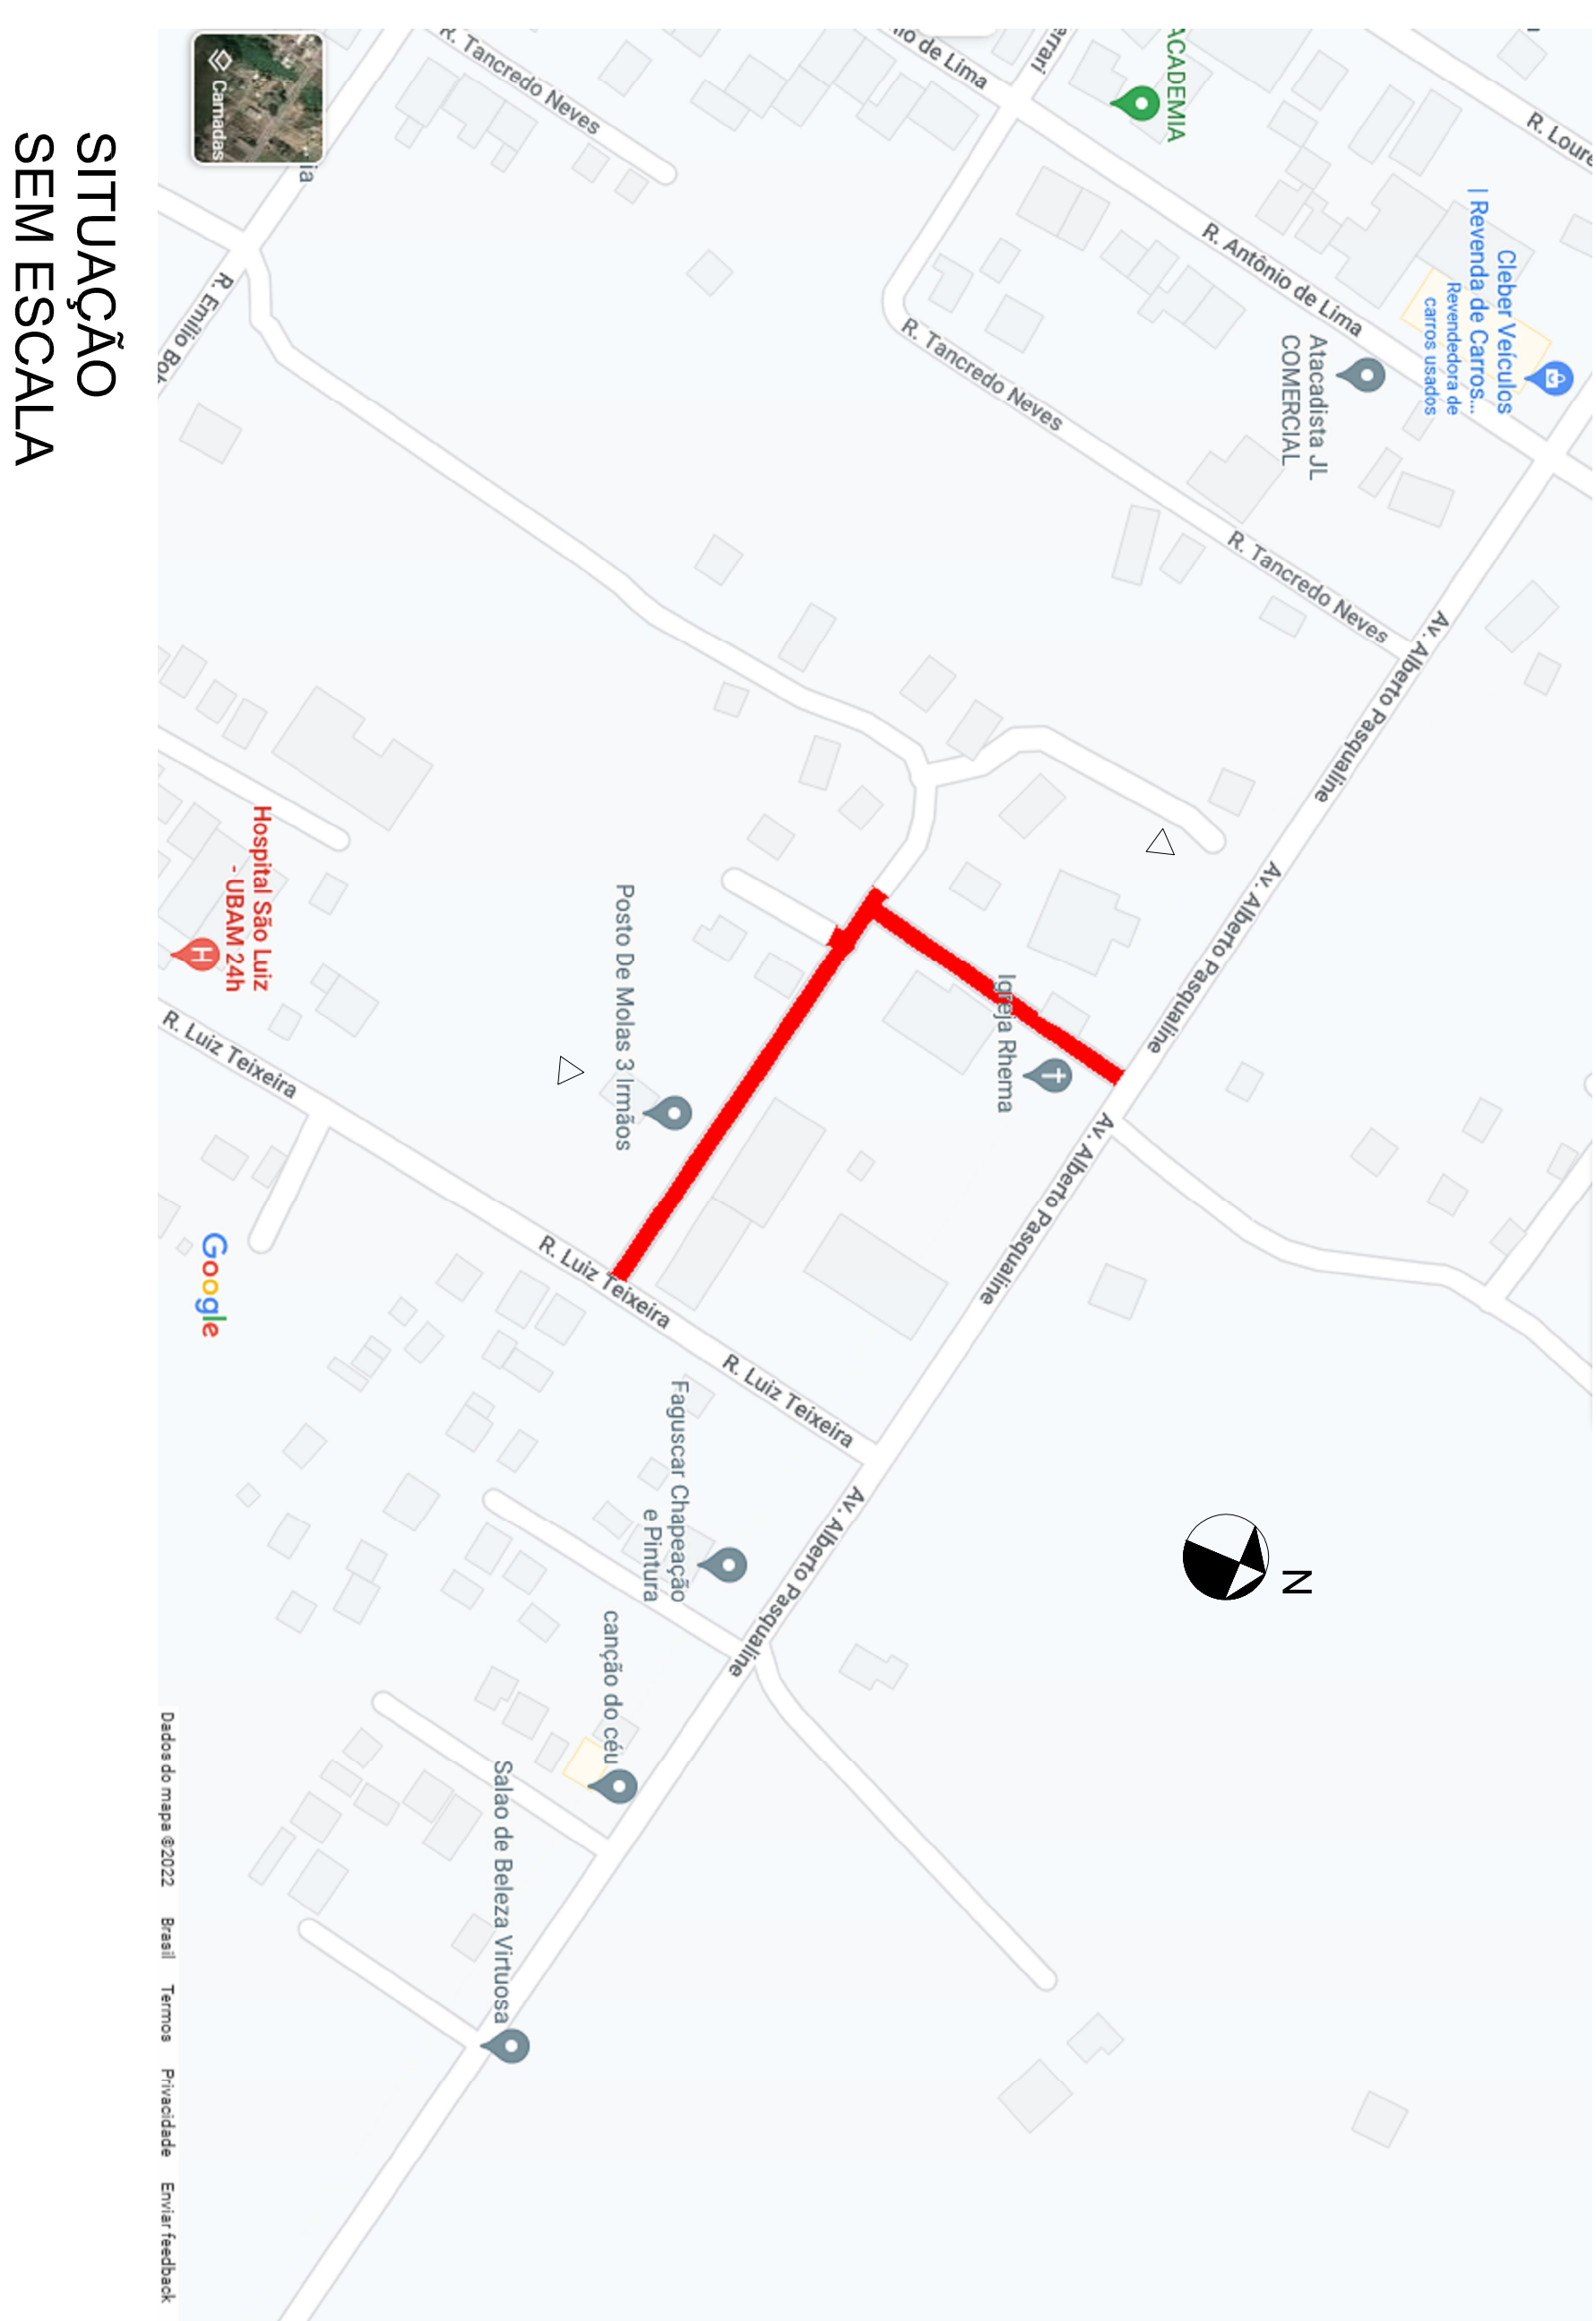 R. Loure
ACADEMIA
errari
io de Lima
R. Tancredo Neves
Camadas
ia
Cleber Veículos
| Revenda de Carros...
Revendedora de
carros usados
R. Antônio de Lima
Atacadista JL
COMERCIAL
R. Tancredo Neves
R. Emilio Boz
R. Tancredo Neves
Av. Alberto Pasqualine
Av. Alberto Pasqualine
Hospital São Luiz
- UBAM 24h
Posto De Molas 3 Irmãos
Igreja Rhema
R. Luiz Teixeira
Av. Alberto Pasqualine
R. Luiz Teixeira
R. Luiz Teixeira
Google
Faguscar Chapeação
e Pintura
Av. Alberto Pasqualine
N
canção do céu
Salao de Beleza Virtuosa
Dados do mapa ©2022 Brasil Termos Privacidade Enviar feedback
SITUAÇÃO
SEM ESCALA